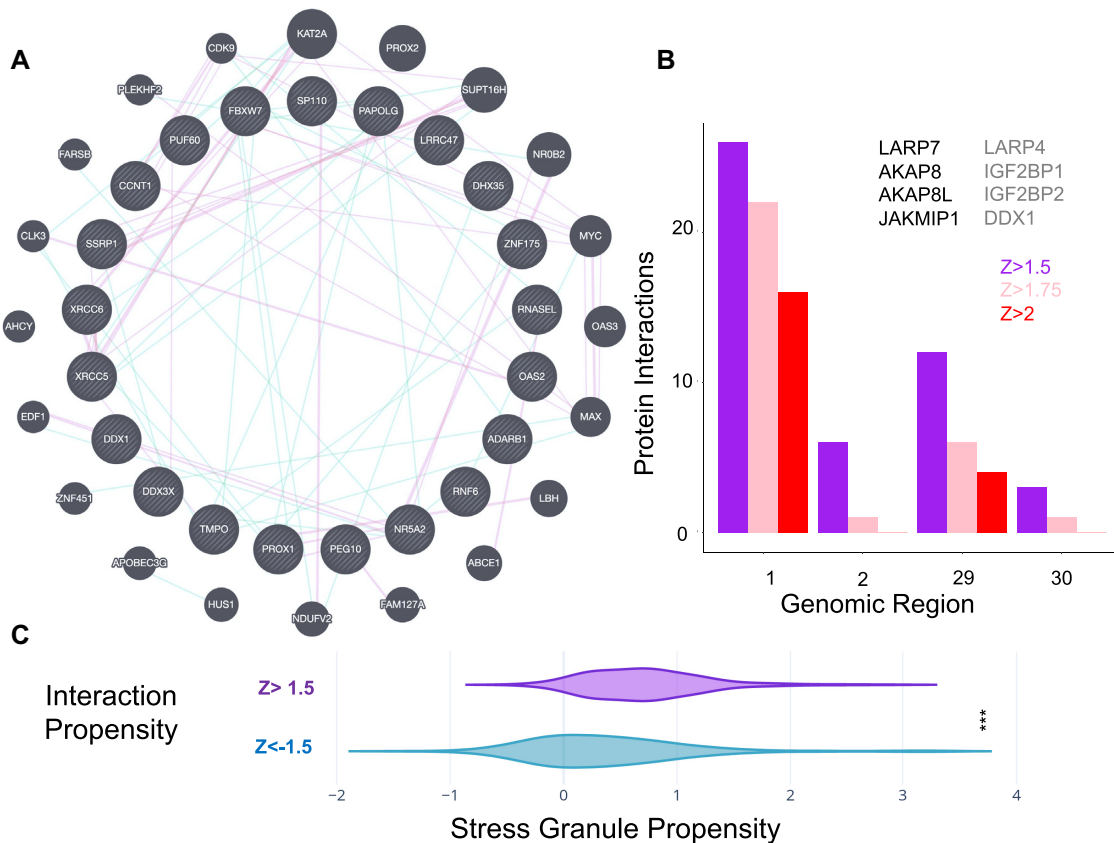 A
KAT2A
CDK9
PROX2
PLEKHF2
SUPT16H
SP110
FBXW7
PAPOLG
PUF60
LRRC47
FARSB
NR0B2
CCNT1
DHX35
CLK3
SSRP1
ZNF175
MYC
XRCC6
RNASEL
AHCY
OAS3
XRCC5
OAS2
EDF1
MAX
DDX1
ADARB1
ZNF451
DDX3X
RNF6
LBH
TMPO
NR5A2
PROX1
PEG10
APOBEC3G
ABCE1
HUS1
NDUFV2
FAM127A
B
LARP7 LARP4
AKAP8 IGF2BP1
AKAP8L IGF2BP2
JAKMIP1 DDX1
Z>1.5
Z>1.75
Z>2
Protein Interactions
20
10
0
1 2 29 30
Genomic Region
C
Interaction
Propensity
Z> 1.5
Z<-1.5
***
−2 −1 0 1 2 3 4
Stress Granule Propensity